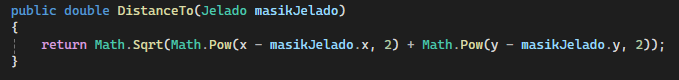 public double DistanceTo(Jelado masikJelado)
{
return Math.Sqrt(Math.Pow(x - masikJelado.x, 2) + Math.Pow(y - masikJelado.y, 2));
}